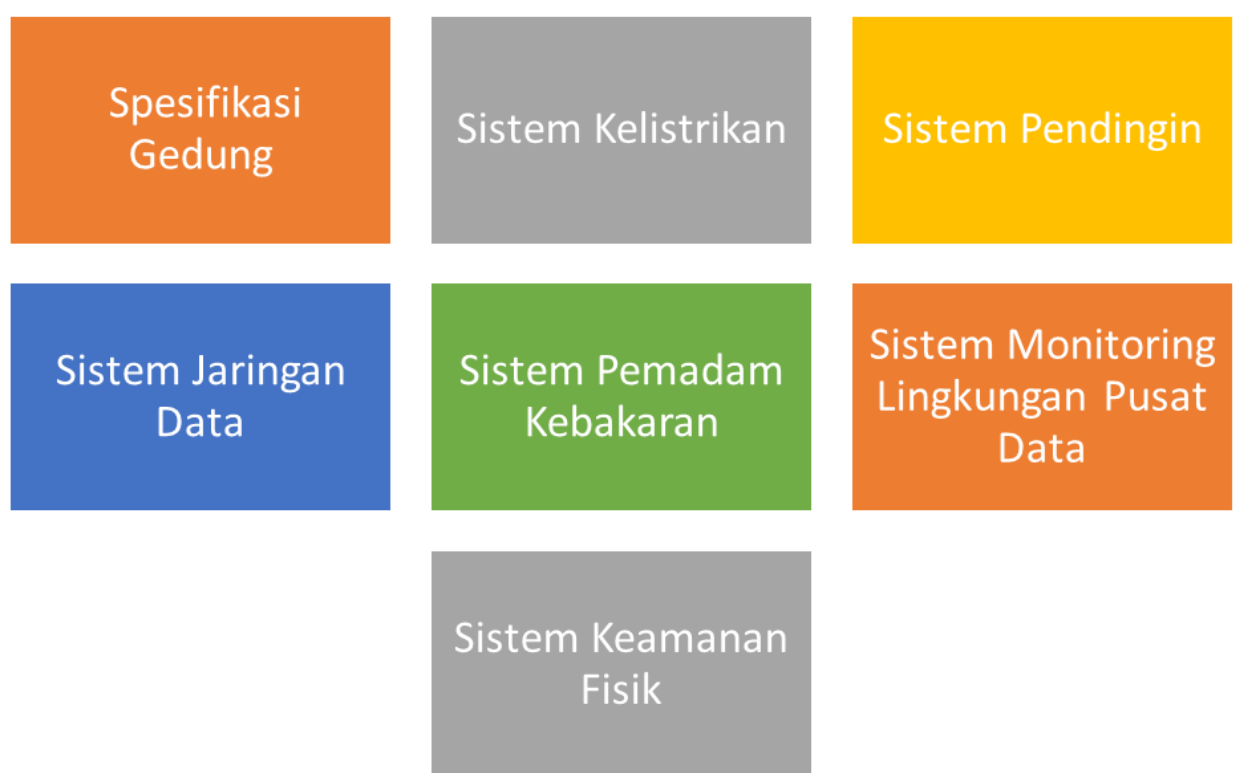 Spesifikasi
Gedung
Sistem Kelistrikan
Sistem Pendingin
Sistem Jaringan
Data
Sistem Pemadam
Kebakaran
Sistem Monitoring
Lingkungan Pusat
Data
Sistem Keamanan
Fisik